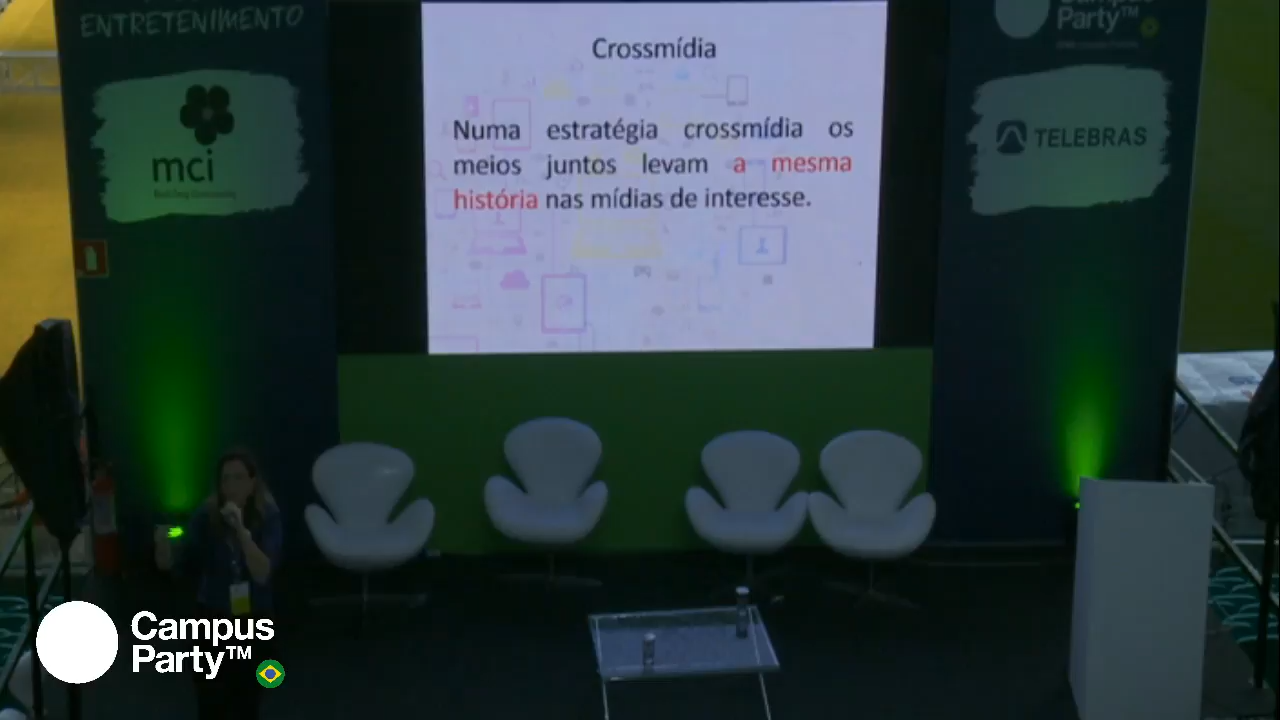 ENTRETENIMENTO
mci
Crossmídia
Numa estratégia crossmídia os
meios juntos levam a mesma
história nas mídias de interesse.
Campus
Party™
TELEBRAS
Campus
Party™